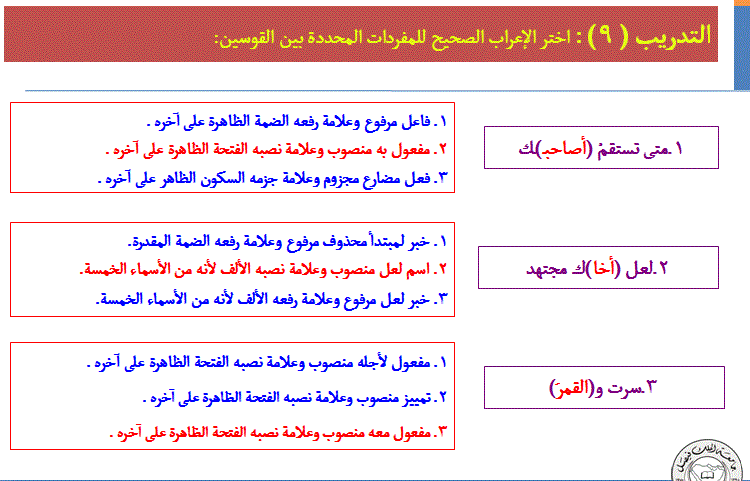 التدريب ( ٩ ) : اختر الإعراب الصحيح للمفردات المحددة بين القوسين:
١.متى تستقمْ (أصاحبـ)ـك
١. فاعل مرفوع وعلامة رفعه الضمة الظاهرة على آخره .
٢. مفعول به منصوب وعلامة نصبه الفتحة الظاهرة على آخره .
٣. فعل مضارع مجزوم وعلامة جزمه السكون الظاهر على آخره .
٢.لعل (أخا)ك مجتهد
١. خبر لمبتدأ محذوف مرفوع وعلامة رفعه الضمة المقدرة.
٢. اسم لعل منصوب وعلامة نصبه الألف لأنه من الأسماء الخمسة.
٣. خبر لعل مرفوع وعلامة رفعه الألف لأنه من الأسماء الخمسة.
٣.سرت و(القمرَ)
١. مفعول لأجله منصوب وعلامة نصبه الفتحة الظاهرة على آخره .
٢. تمييز منصوب وعلامة نصبه الفتحة الظاهرة على آخره .
٣. مفعول معه منصوب وعلامة نصبه الفتحة الظاهرة على آخره .
جامعة الملك فيصل